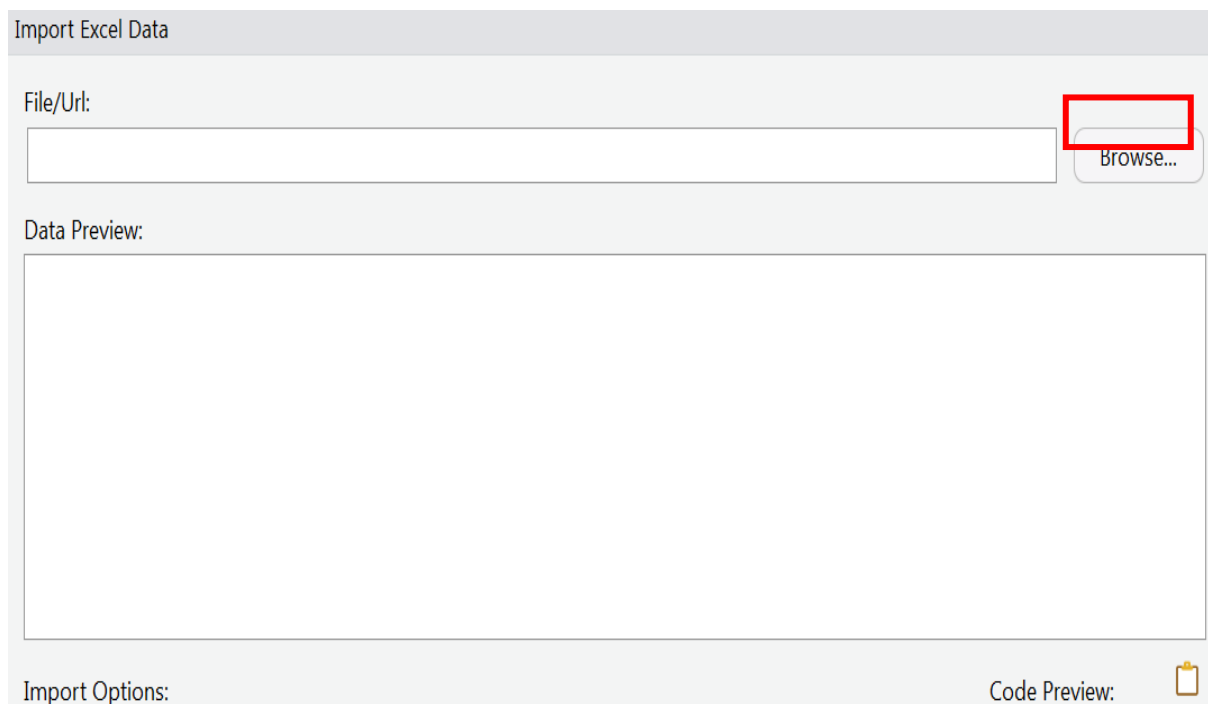 Import Excel Data
File/Url:
Browse...
Data Preview:
Import Options:
Code Preview: